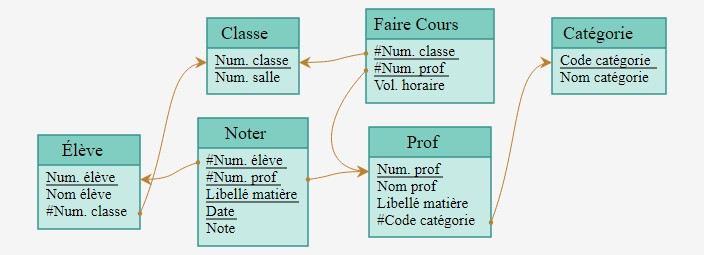 Classe
Num. classe
Num. salle
Faire Cours
#Num. classe
#Num. prof
Vol. horaire
Catégorie
Code catégorie
Nom catégorie
Élève
Num. élève
Nom élève
#Num. classe
Noter
#Num. élève
#Num. prof
Libellé matière
Date
Note
Prof
Num. prof
Nom prof
Libellé matière
#Code catégorie